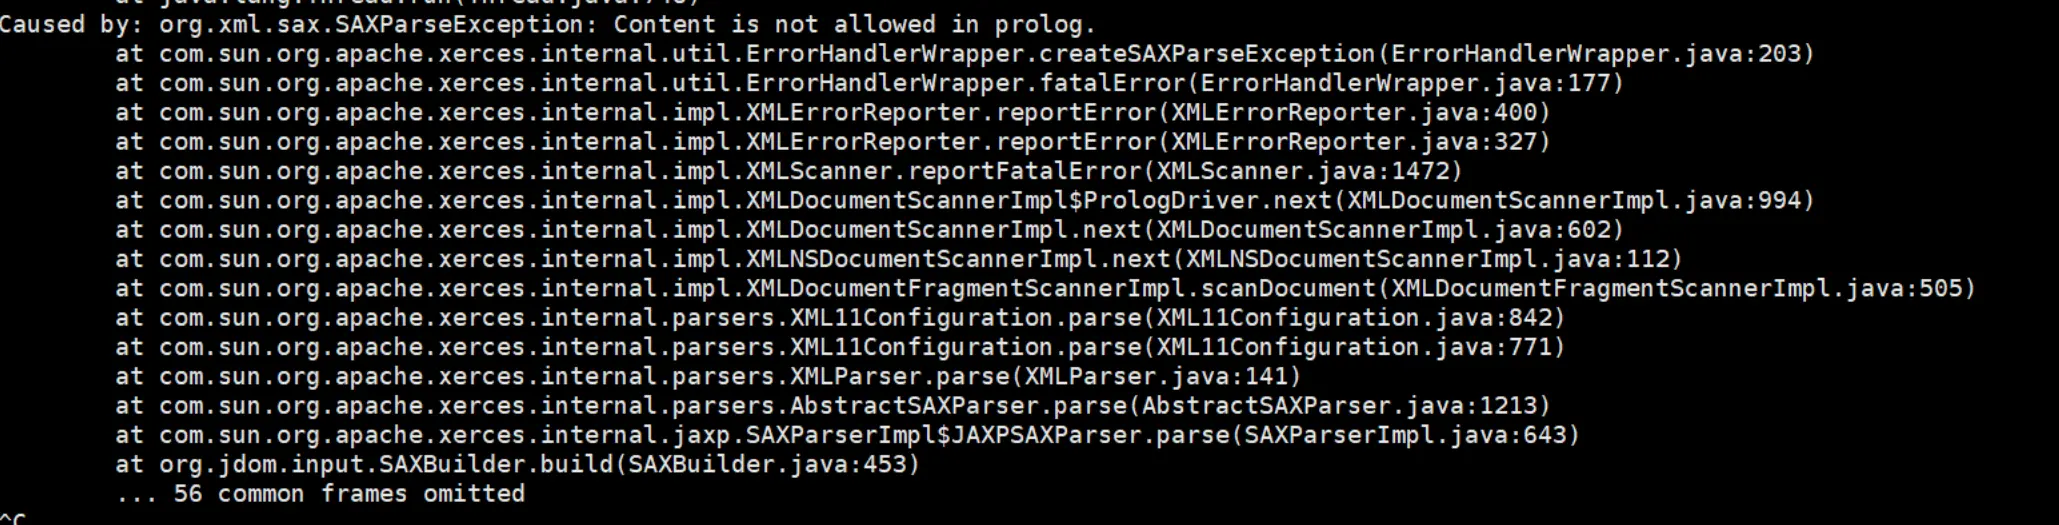 Caused by: org.xml.sax.SAXParseException: Content is not allowed in prolog.
at com.sun.org.apache.xerces.internal.util.ErrorHandlerWrapper.createSAXParseException(ErrorHandlerWrapper.java:203)
at com.sun.org.apache.xerces.internal.util.ErrorHandlerWrapper.fatalError(ErrorHandlerWrapper.java:177)
at com.sun.org.apache.xerces.internal.impl.XMLErrorReporter.reportError(XMLErrorReporter.java:400)
at com.sun.org.apache.xerces.internal.impl.XMLErrorReporter.reportError(XMLErrorReporter.java:327)
at com.sun.org.apache.xerces.internal.impl.XMLScanner.reportFatalError(XMLScanner.java:1472)
at com.sun.org.apache.xerces.internal.impl.XMLDocumentScannerImpl$PrologDriver.next(XMLDocumentScannerImpl.java:994)
at com.sun.org.apache.xerces.internal.impl.XMLDocumentScannerImpl.next(XMLDocumentScannerImpl.java:602)
at com.sun.org.apache.xerces.internal.impl.XMLNSDocumentScannerImpl.next(XMLNSDocumentScannerImpl.java:112)
at com.sun.org.apache.xerces.internal.impl.XMLDocumentFragmentScannerImpl.scanDocument(XMLDocumentFragmentScannerImpl.java:505)
at com.sun.org.apache.xerces.internal.parsers.XML11Configuration.parse(XML11Configuration.java:842)
at com.sun.org.apache.xerces.internal.parsers.XML11Configuration.parse(XML11Configuration.java:771)
at com.sun.org.apache.xerces.internal.parsers.XMLParser.parse(XMLParser.java:141)
at com.sun.org.apache.xerces.internal.parsers.AbstractSAXParser.parse(AbstractSAXParser.java:1213)
at com.sun.org.apache.xerces.internal.jaxp.SAXParserImpl$JAXPSAXParser.parse(SAXParserImpl.java:643)
at org.jdom.input.SAXBuilder.build(SAXBuilder.java:453)
... 56 common frames omitted
^C